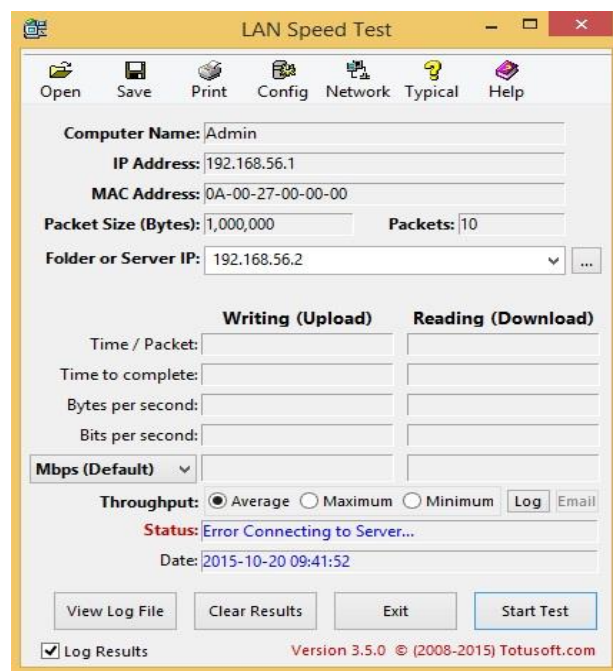 LAN Speed Test
Open Save Print Config Network Typical Help
Computer Name: Admin
IP Address: 192.168.56.1
MAC Address: 0A-00-27-00-00-00
Packet Size (Bytes): 1,000,000 Packets: 10
Folder or Server IP: 192.168.56.2 ...
Writing (Upload) Reading (Download)
Time / Packet:
Time to complete:
Bytes per second:
Bits per second:
Mbps (Default)
Throughput: Average Maximum Minimum Log Email
Status: Error Connecting to Server...
Date: 2015-10-20 09:41:52
View Log File Clear Results Exit Start Test
Log Results Version 3.5.0 © (2008-2015) Totusoft.com